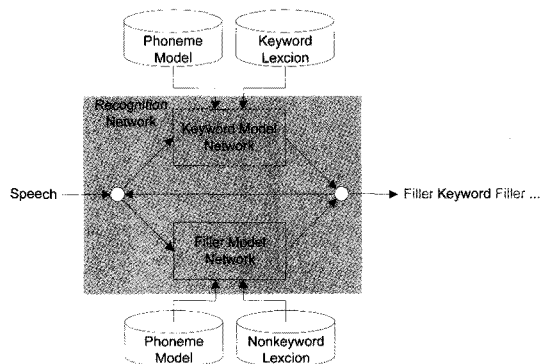 Phoneme
Model
Keyword
Lexcion
Recognition
Network
Keyword Model
Network
Speech
Filler Keyword Filler ...
Filler Model
Network
Phoneme
Model
Nonkeyword
Lexcion